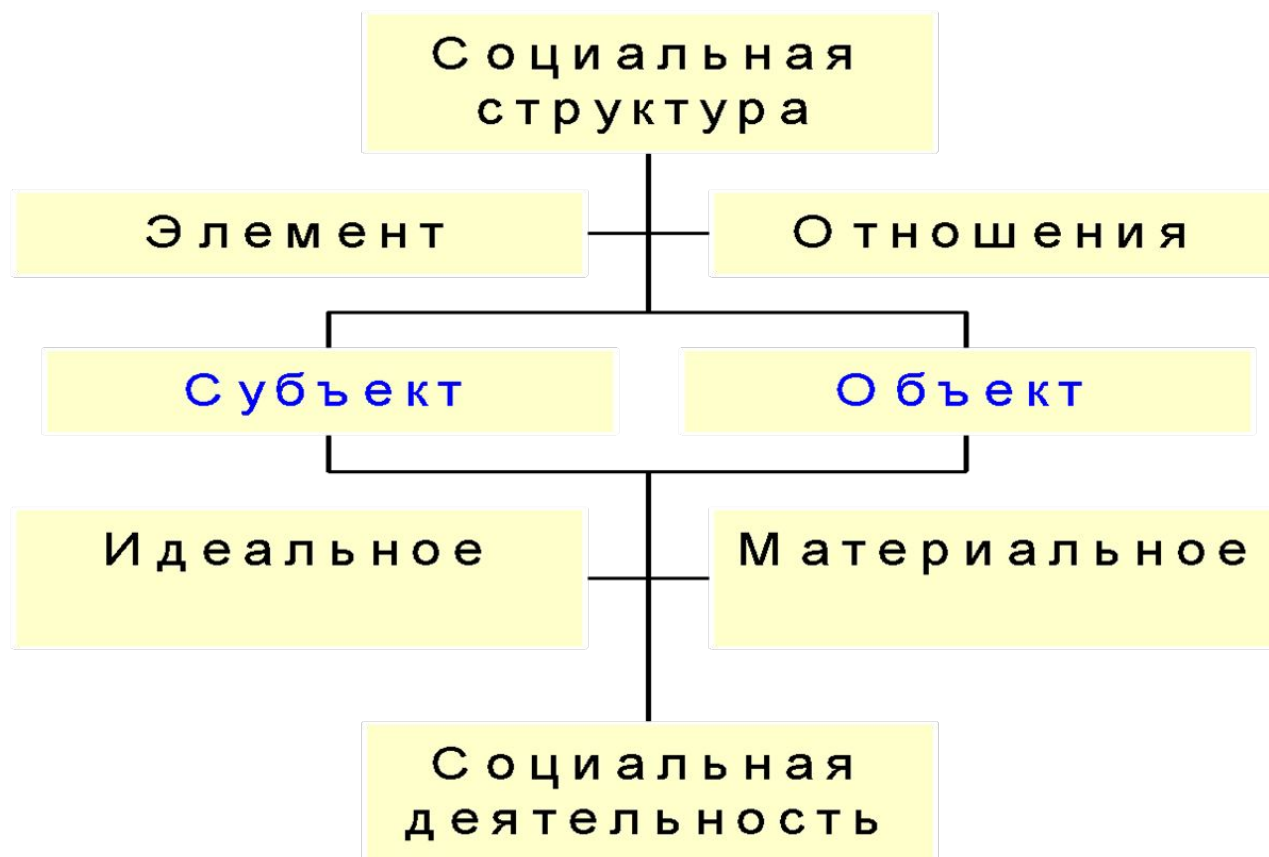 Социальная
структура
Элемент
Отношения
Субъект
Объект
Идеальное
Материальное
Социальная
деятельность